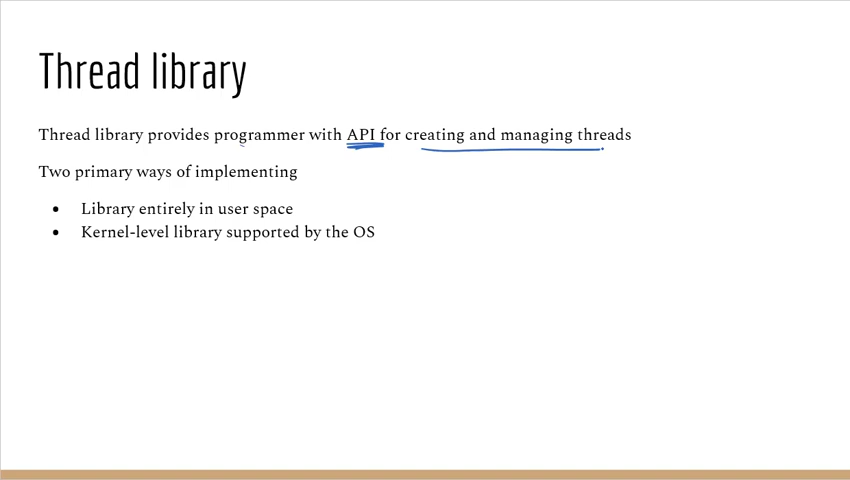 Thread library
Thread library provides programmer with API for creating and managing threads
Two primary ways of implementing
• Library entirely in user space
• Kernel-level library supported by the OS